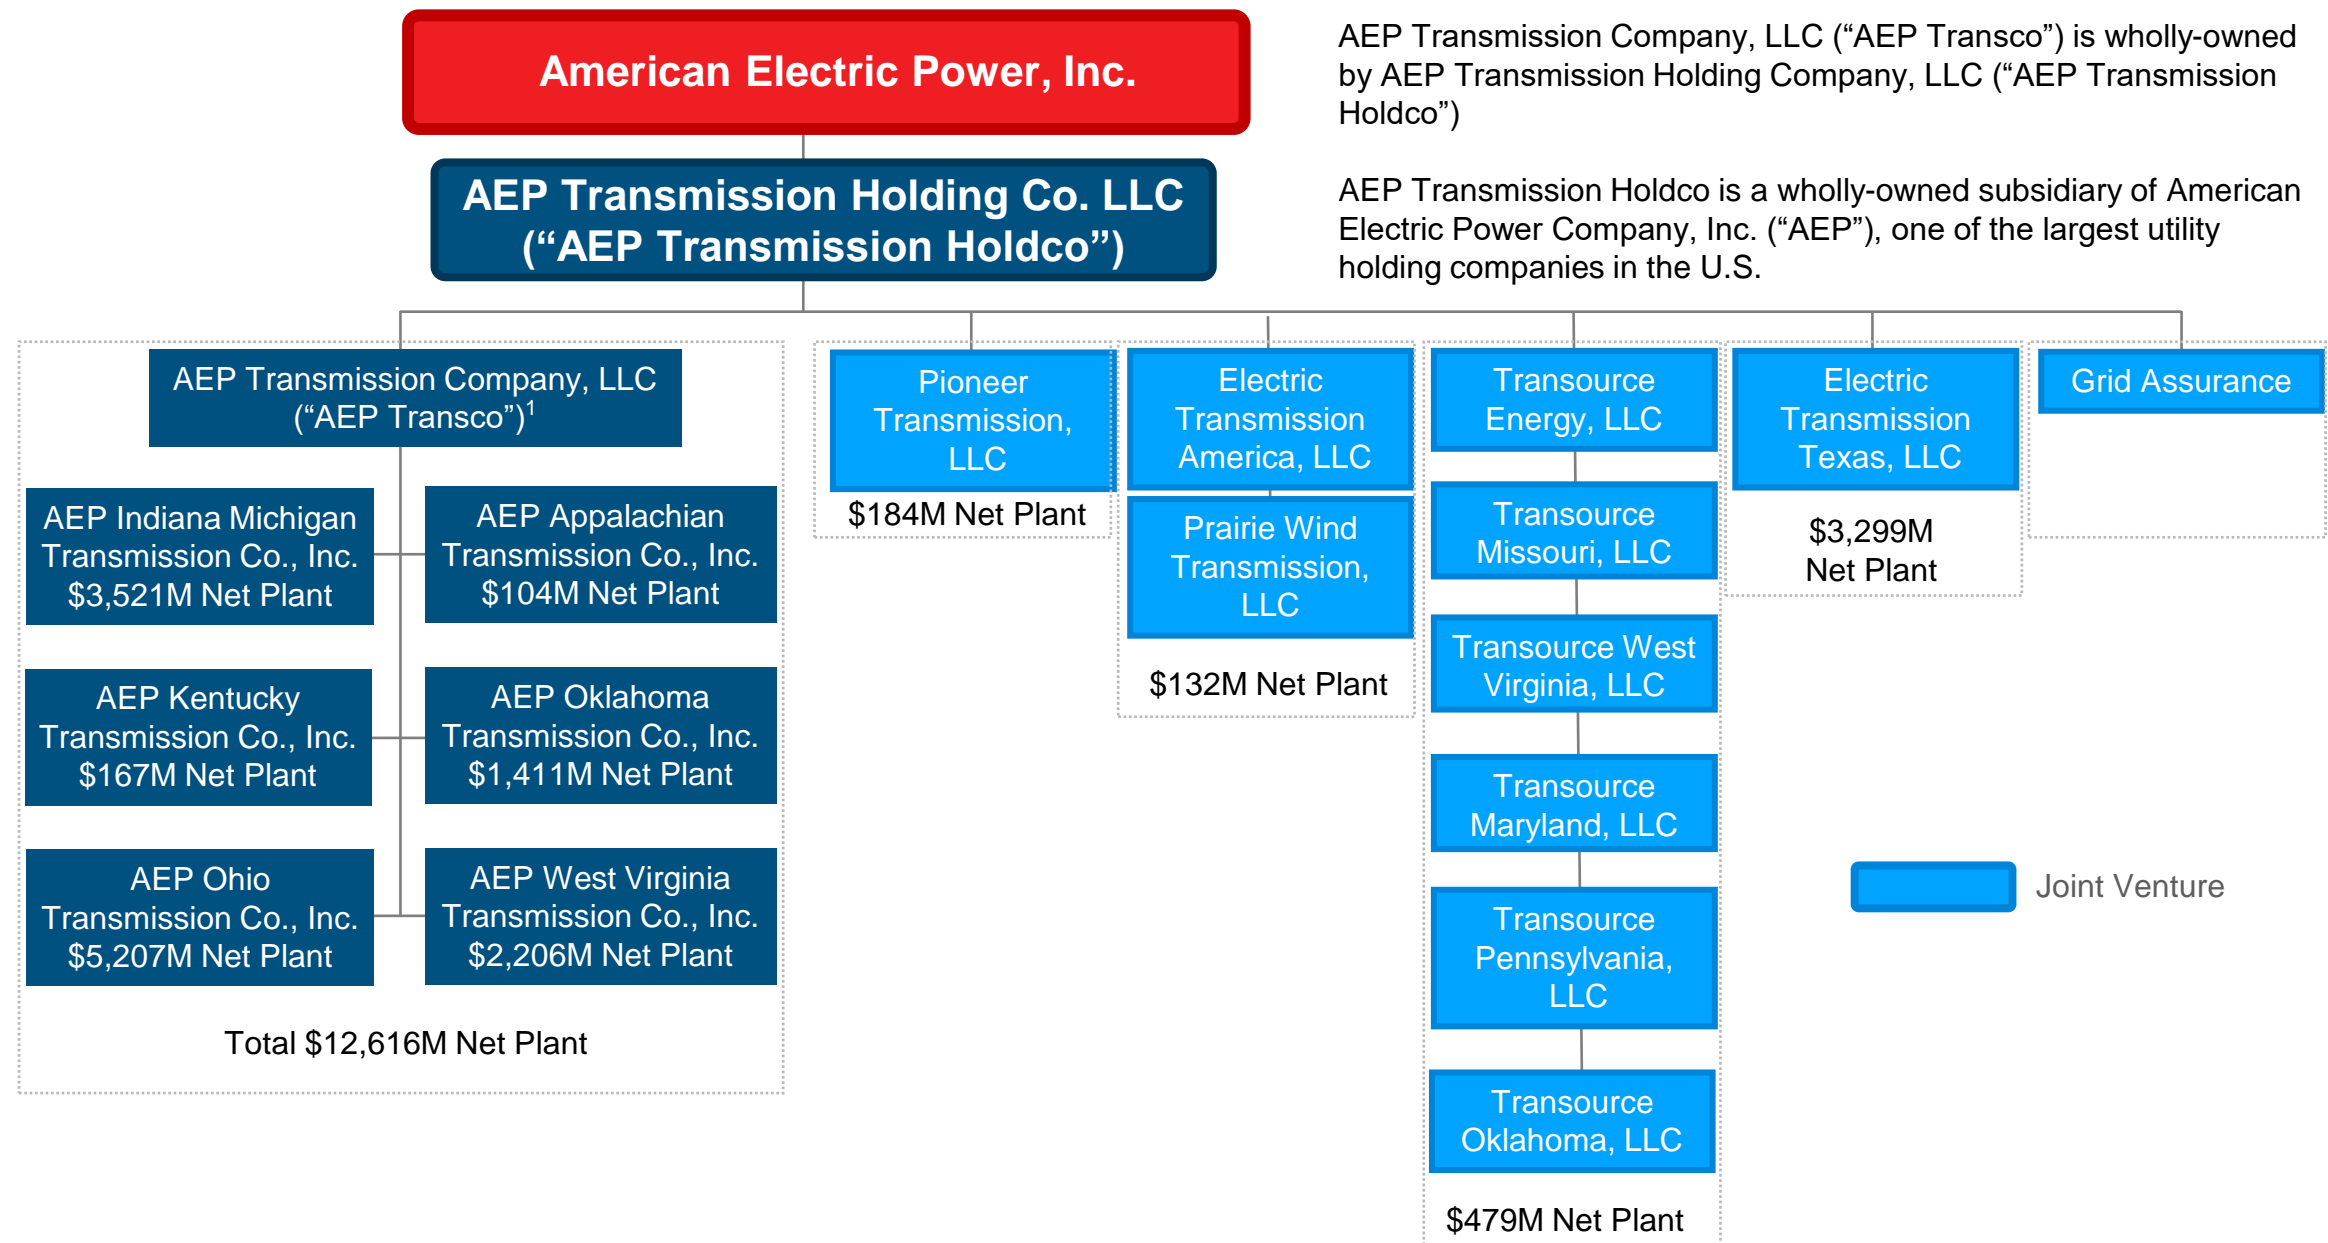 American Electric Power, Inc.
AEP Transmission Holding Co. LLC
(“AEP Transmission Holdco”)
AEP Transmission Company, LLC (“AEP Transco”) is wholly-owned
by AEP Transmission Holding Company, LLC (“AEP Transmission
Holdco”)
AEP Transmission Holdco is a wholly-owned subsidiary of American
Electric Power Company, Inc. (“AEP”), one of the largest utility
holding companies in the U.S.
AEP Transmission Company, LLC
(“AEP Transco”)1
AEP Indiana Michigan
Transmission Co., Inc.
$3,521M Net Plant
AEP Appalachian
Transmission Co., Inc.
$104M Net Plant
AEP Kentucky
Transmission Co., Inc.
$167M Net Plant
AEP Oklahoma
Transmission Co., Inc.
$1,411M Net Plant
AEP Ohio
Transmission Co., Inc.
$5,207M Net Plant
AEP West Virginia
Transmission Co., Inc.
$2,206M Net Plant
Total $12,616M Net Plant
Pioneer
Transmission,
LLC
$184M Net Plant
Electric
Transmission
America, LLC
Prairie Wind
Transmission,
LLC
$132M Net Plant
Transource
Energy, LLC
Transource
Missouri, LLC
Transource West
Virginia, LLC
Transource
Maryland, LLC
Transource
Pennsylvania,
LLC
Transource
Oklahoma, LLC
$479M Net Plant
Electric
Transmission
Texas, LLC
$3,299M
Net Plant
Grid Assurance
Joint Venture